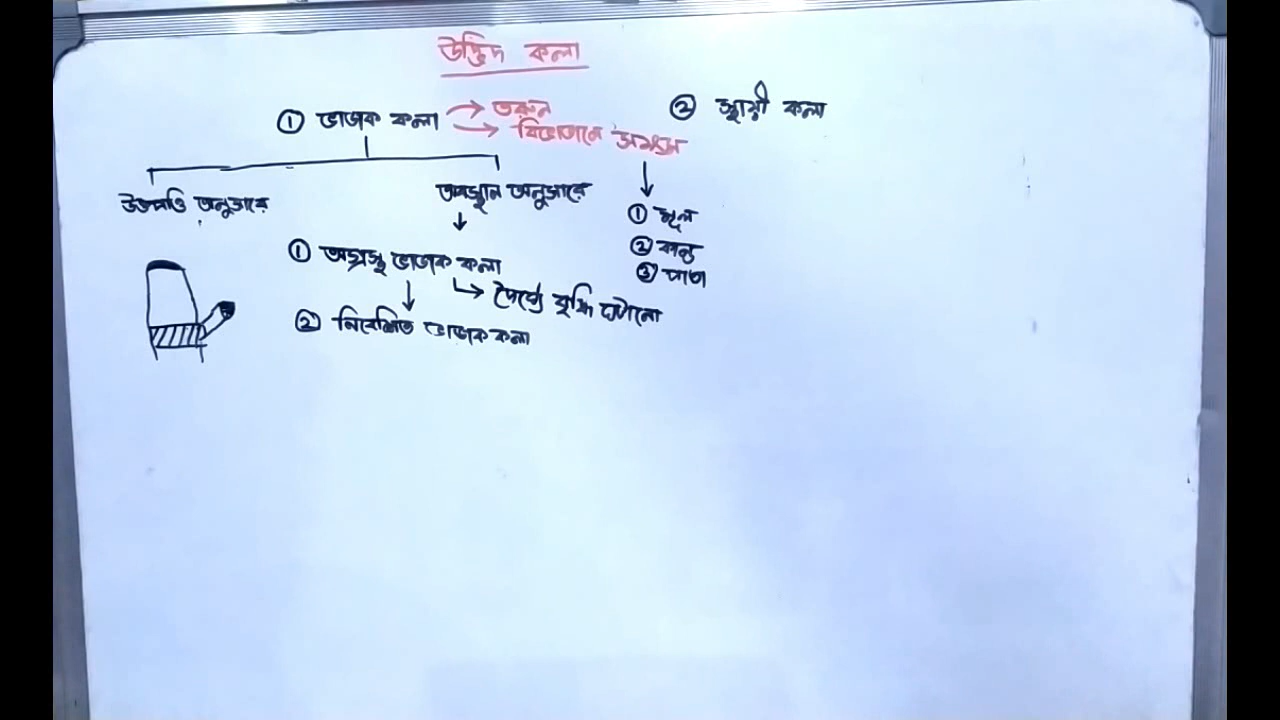 উদ্ভিদ কলা
① ভাজক কলা → তরুন
→ বিভাজনে সক্ষম
② স্থায়ী কলা
উৎপত্তি অনুসারে
অবস্থান অনুসারে
① মূল
② কান্ড
③ পাতা
① অগ্রস্থ ভাজক কলা
→ দৈর্ঘ্যে বৃদ্ধি ঘটানো
② নিবেশিত ভাজক কলা